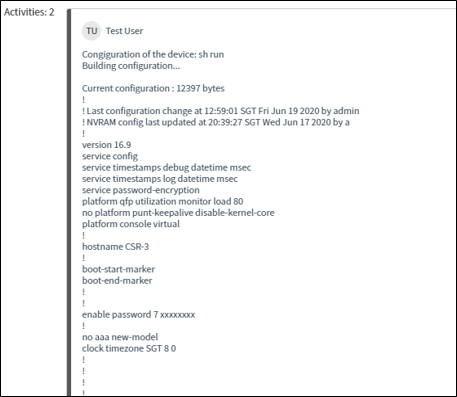 Activities: 2
TU Test User
Congiguration of the device: sh run
Building configuration...
Current configuration : 12397 bytes
!
! Last configuration change at 12:59:01 SGT Fri Jun 19 2020 by admin
! NVRAM config last updated at 20:39:27 SGT Wed Jun 17 2020 by a
!
version 16.9
service config
service timestamps debug datetime msec
service timestamps log datetime msec
service password-encryption
platform qfp utilization monitor load 80
no platform punt-keepalive disable-kernel-core
platform console virtual
!
hostname CSR-3
!
boot-start-marker
boot-end-marker
!
!
enable password 7 xxxxxxxx
!
no aaa new-model
clock timezone SGT 8 0
!
!
!
!